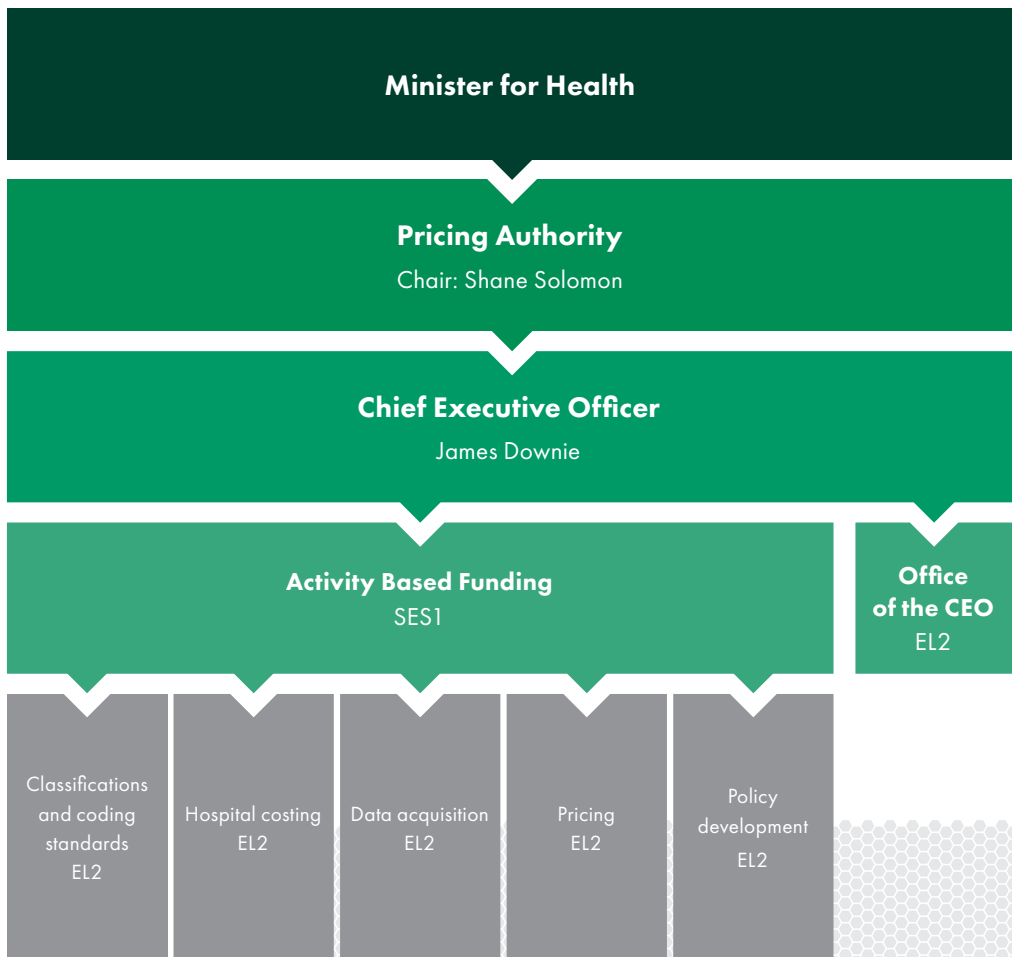 Minister for Health
Pricing Authority
Chair: Shane Solomon
Chief Executive Officer
James Downie
Activity Based Funding
SES1
Office
of the CEO
EL2
Classifications
and coding
standards
EL2
Hospital costing
EL2
Data acquisition
EL2
Pricing
EL2
Policy
development
EL2